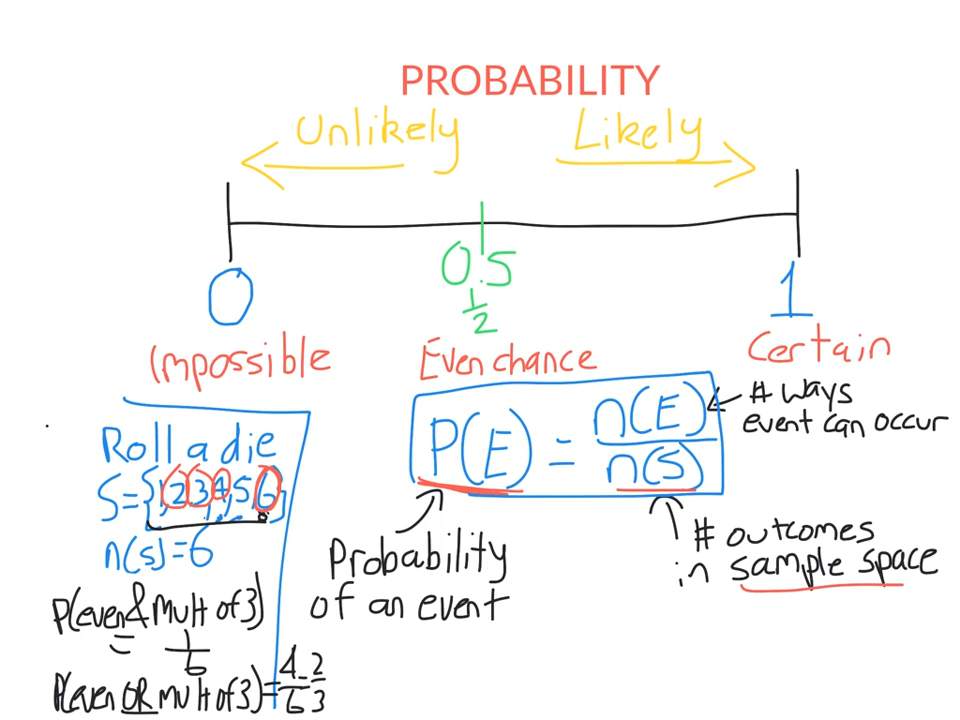 PROBABILITY
Unlikely Likely
0 0.5 1
1/2
Impossible Even chance Certain
P(E) = n(E)/n(S)
# ways
event can occur
Probability
of an event
# outcomes
in sample space
Roll a die
S={1,2,3,4,5,6}
n(s)=6
P(even & mult of 3)
= 1/6
P(even OR mult of 3)=4/6=2/3